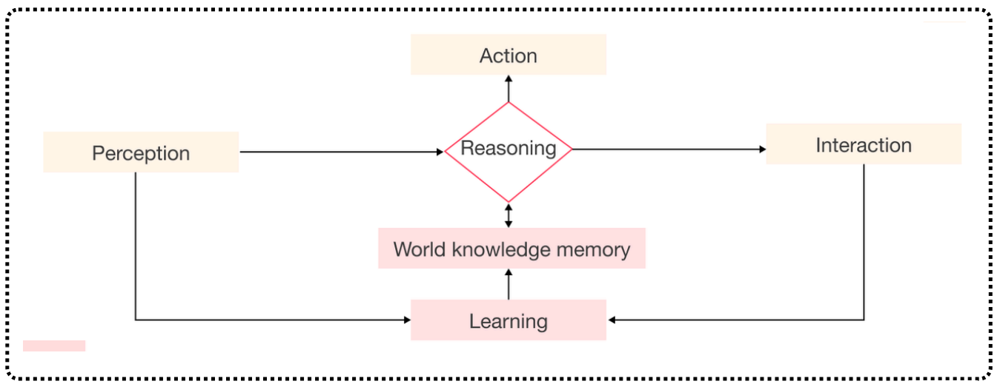 Action
Perception
Reasoning
Interaction
World knowledge memory
Learning